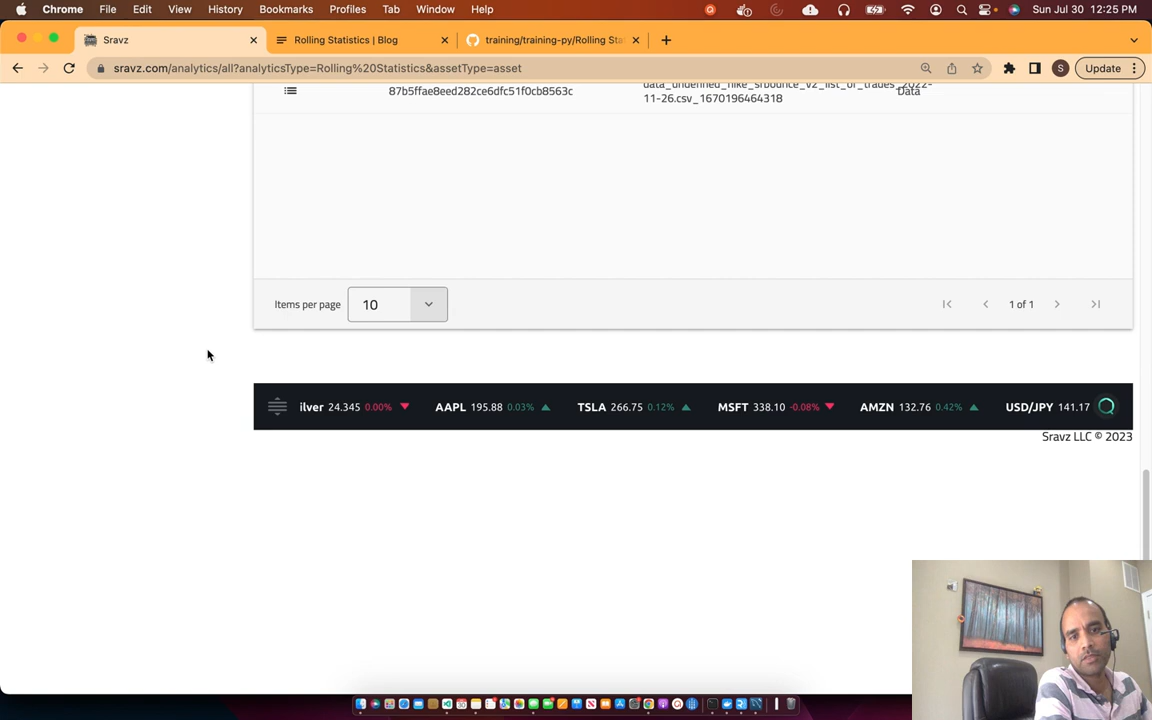 Chrome File Edit View History Bookmarks Profiles Tab Window Help Sun Jul 30 12:25 PM
Sravz Rolling Statistics | Blog training/training-py/Rolling Sta
sravz.com/analytics/all?analyticsType=Rolling%20Statistics&assetType=asset S Update
87b5ffae8eed282ce6dfc51f0cb8563c
11-26.csv_1670196464318
Data
Items per page 10 1 of 1
ilver 24.345 0.00% AAPL 195.88 0.03% TSLA 266.75 0.12% MSFT 338.10 -0.08% AMZN 132.76 0.42% USD/JPY 141.17
Sravz LLC © 2023